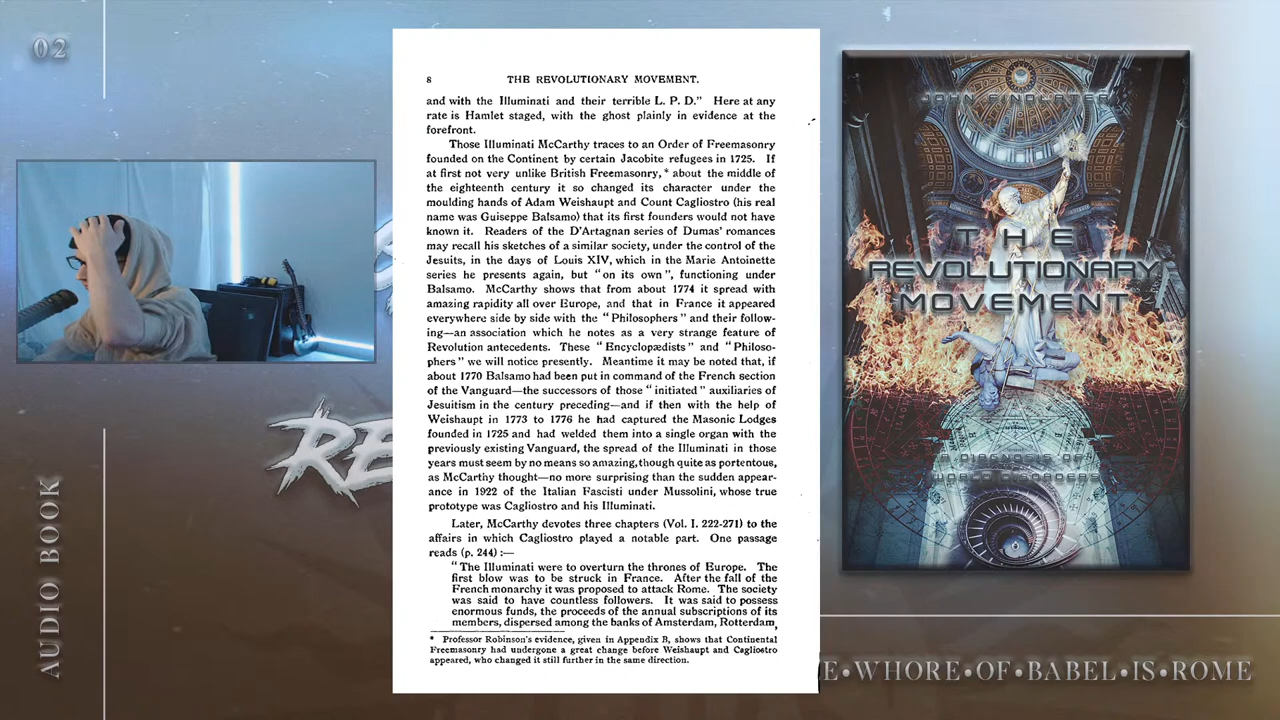 02
AUDIO BOOK
RE
8 THE REVOLUTIONARY MOVEMENT.
and with the Illuminati and their terrible L. P. D." Here at any
rate is Hamlet staged, with the ghost plainly in evidence at the
forefront.
Those Illuminati McCarthy traces to an Order of Freemasonry
founded on the Continent by certain Jacobite refugees in 1725. If
at first not very unlike British Freemasonry,* about the middle of
the eighteenth century it so changed its character under the
moulding hands of Adam Weishaupt and Count Cagliostro (his real
name was Guiseppe Balsamo) that its first founders would not have
known it. Readers of the D'Artagnan series of Dumas' romances
may recall his sketches of a similar society, under the control of the
Jesuits, in the days of Louis XIV, which in the Marie Antoinette
series he presents again, but "on its own", functioning under
Balsamo. McCarthy shows that from about 1774 it spread with
amazing rapidity all over Europe, and that in France it appeared
everywhere side by side with the "Philosophers" and their follow-
ing—an association which he notes as a very strange feature of
Revolution antecedents. These "Encyclopædists" and "Philoso-
phers" we will notice presently. Meantime it may be noted that, if
about 1770 Balsamo had been put in command of the French section
of the Vanguard—the successors of those "initiated" auxiliaries of
Jesuitism in the century preceding—and if then with the help of
Weishaupt in 1773 to 1776 he had captured the Masonic Lodges
founded in 1725 and had welded them into a single organ with the
previously existing Vanguard, the spread of the Illuminati in those
years must seem by no means so amazing, though quite as portentous,
as McCarthy thought—no more surprising than the sudden appear-
ance in 1922 of the Italian Fascisti under Mussolini, whose true
prototype was Cagliostro and his Illuminati.
Later, McCarthy devotes three chapters (Vol. I. 222-271) to the
affairs in which Cagliostro played a notable part. One passage
reads (p. 244) :—
"The Illuminati were to overturn the thrones of Europe. The
first blow was to be struck in France. After the fall of the
French monarchy it was proposed to attack Rome. The society
was said to have countless followers. It was said to possess
enormous funds, the proceeds of the annual subscriptions of its
members, dispersed among the banks of Amsterdam, Rotterdam,
* Professor Robinson's evidence, given in Appendix B, shows that Continental
Freemasonry had undergone a great change before Weishaupt and Cagliostro
appeared, who changed it still further in the same direction.
JOHN FINDLATER
THE
REVOLUTIONARY
MOVEMENT
A DIAGNOSIS OF
WORLD DISORDERS
E•WHORE•OF•BABEL•IS•ROME